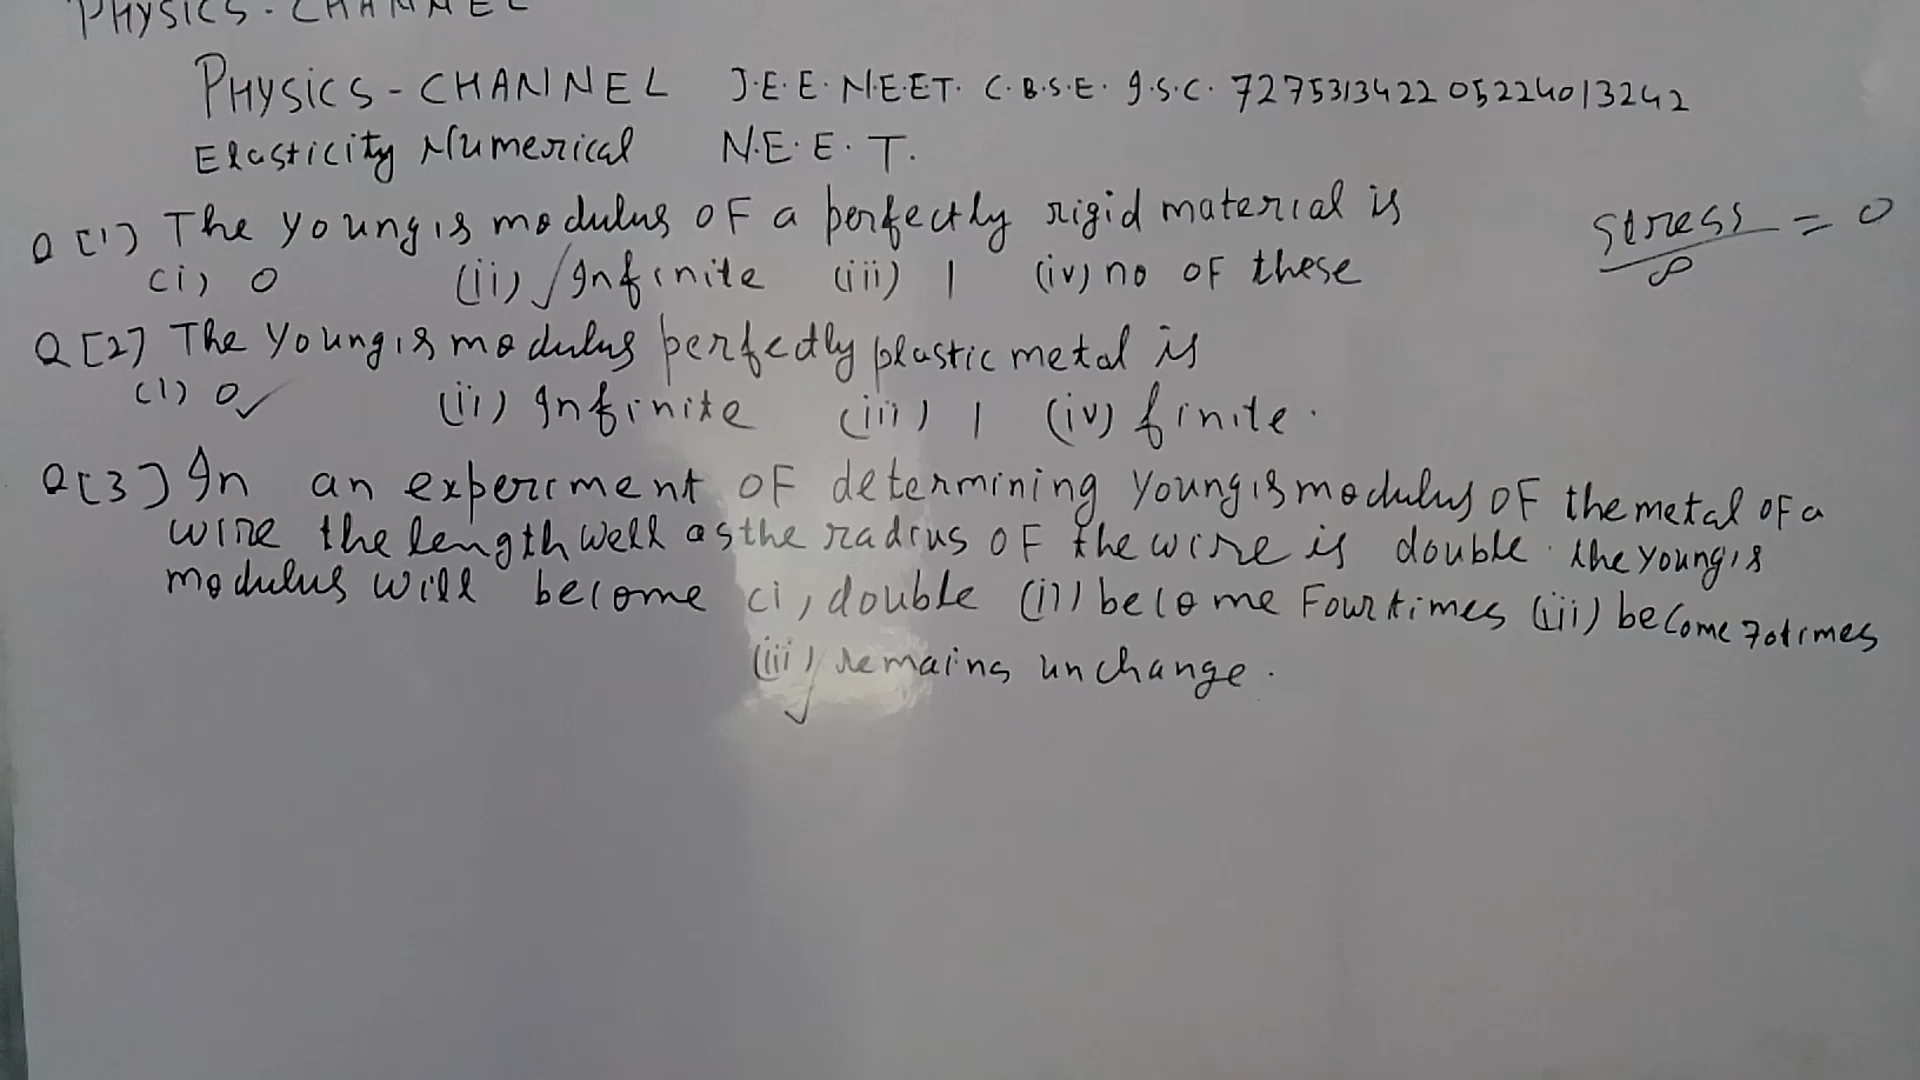 PHYSICS - CHANNEL
PHYSICS - CHANNEL J.E.E. N.E.E.T. C.B.S.E. I.S.C. 7275313422 05224013242
Elasticity Numerical N.E.E.T.
Q [1] The young's modulus OF a perfectly rigid material is
(i) 0 (ii) √ Infinite (iii) 1 (iv) no OF these
stress/∞ = 0
Q [2] The Young's modulus perfectly plastic metal is
(1) 0 ✓ (ii) Infinite (iii) 1 (iv) finite.
Q [3] In an experiment OF determining Young's modulus OF the metal OF a
wire the length well as the radius OF the wire is double. the young's
modulus will become (i) double (ii) become Four times (iii) become 70 times
(iii) remains unchange.
✓